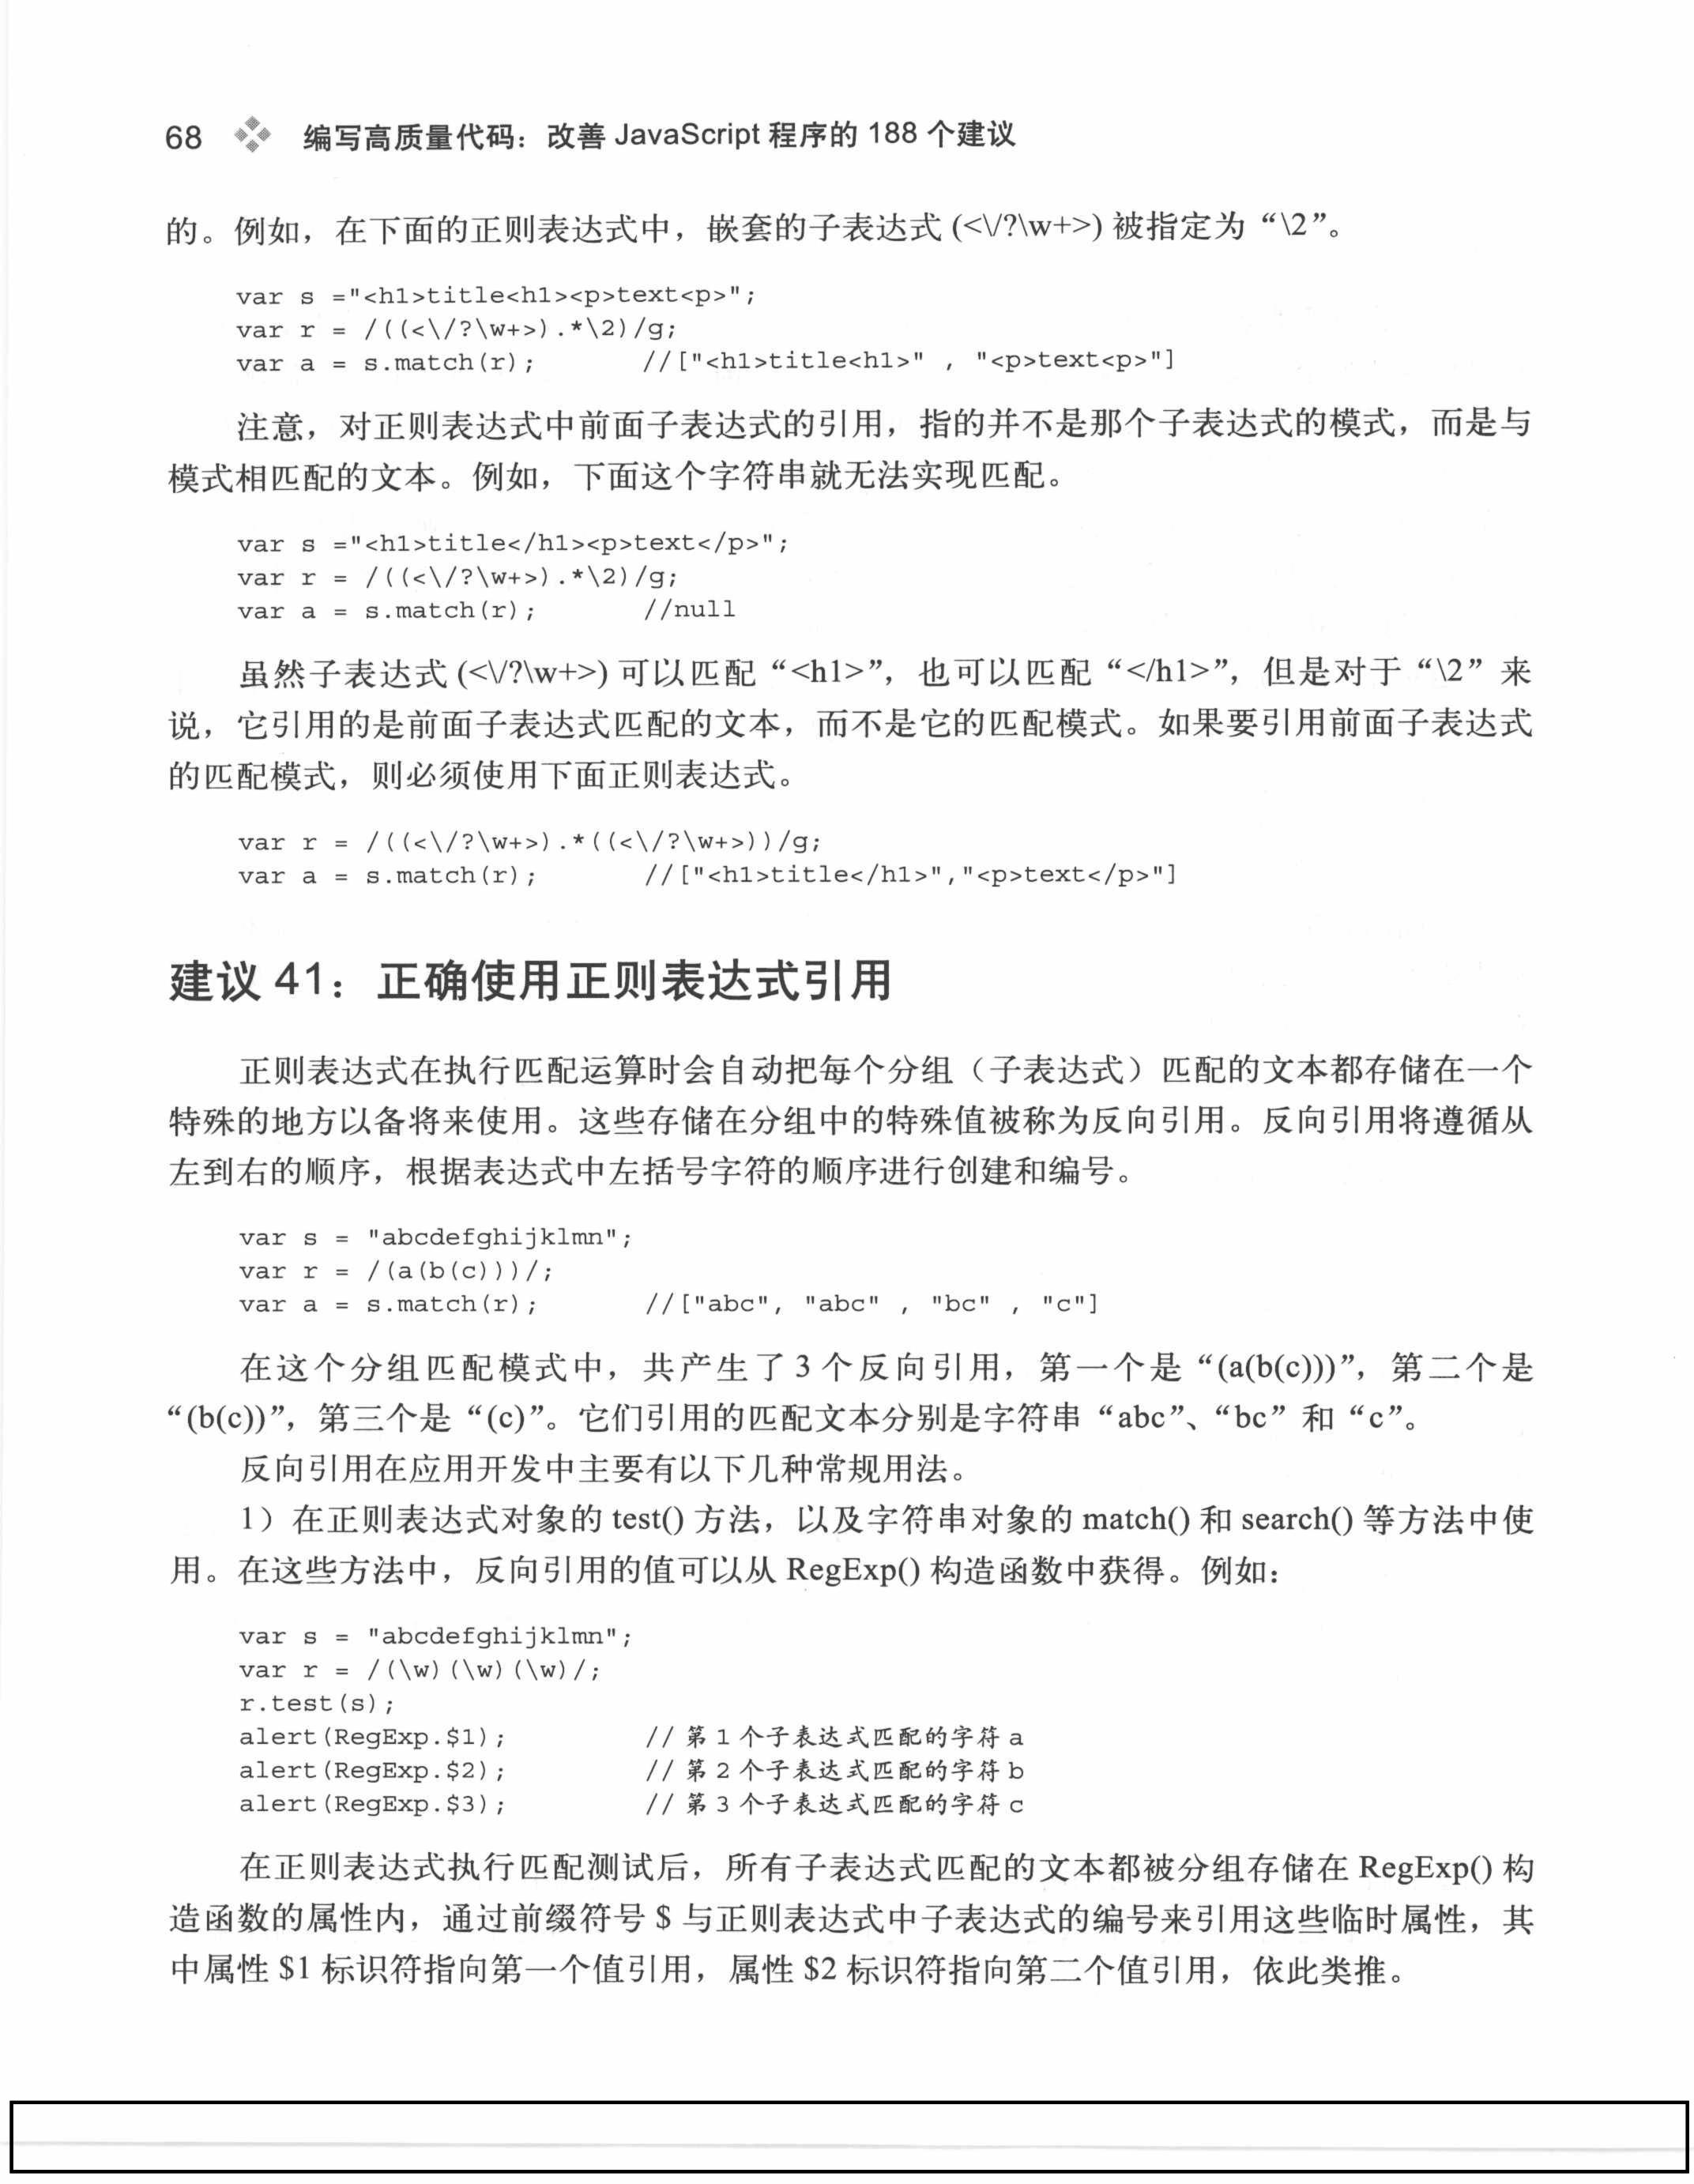 68 编写高质量代码：改善 JavaScript 程序的 188 个建议
的。例如，在下面的正则表达式中，嵌套的子表达式 (<\/?\w+>) 被指定为 “\2”。
var s ="<h1>title<h1><p>text<p>";
var r = /((<\/?\w+>).*\2)/g;
var a = s.match(r); //["<h1>title<h1>" , "<p>text<p>"]
注意，对正则表达式中前面子表达式的引用，指的并不是那个子表达式的模式，而是与
模式相匹配的文本。例如，下面这个字符串就无法实现匹配。
var s ="<h1>title</h1><p>text</p>";
var r = /((<\/?\w+>).*\2)/g;
var a = s.match(r); //null
虽然子表达式 (<\/?\w+>) 可以匹配 “<h1>”，也可以匹配 “</h1>”，但是对于 “\2” 来
说，它引用的是前面子表达式匹配的文本，而不是它的匹配模式。如果要引用前面子表达式
的匹配模式，则必须使用下面正则表达式。
var r = /((<\/?\w+>).*((<\/?\w+>))/g;
var a = s.match(r); //["<h1>title</h1>","<p>text</p>"]
建议 41：正确使用正则表达式引用
正则表达式在执行匹配运算时会自动把每个分组（子表达式）匹配的文本都存储在一个
特殊的地方以备将来使用。这些存储在分组中的特殊值被称为反向引用。反向引用将遵循从
左到右的顺序，根据表达式中左括号字符的顺序进行创建和编号。
var s = "abcdefghijklmn";
var r = /(a(b(c)))/;
var a = s.match(r); //["abc", "abc" , "bc" , "c"]
在这个分组匹配模式中，共产生了 3 个反向引用，第一个是 “(a(b(c)))”，第二个是
“(b(c))”，第三个是 “(c)”。它们引用的匹配文本分别是字符串 “abc”、“bc” 和 “c”。
反向引用在应用开发中主要有以下几种常规用法。
1）在正则表达式对象的 test() 方法，以及字符串对象的 match() 和 search() 等方法中使
用。在这些方法中，反向引用的值可以从 RegExp() 构造函数中获得。例如：
var s = "abcdefghijklmn";
var r = /(\w)(\w)(\w)/;
r.test(s);
alert(RegExp.$1); // 第 1 个子表达式匹配的字符 a
alert(RegExp.$2); // 第 2 个子表达式匹配的字符 b
alert(RegExp.$3); // 第 3 个子表达式匹配的字符 c
在正则表达式执行匹配测试后，所有子表达式匹配的文本都被分组存储在 RegExp() 构
造函数的属性内，通过前缀符号 $ 与正则表达式中子表达式的编号来引用这些临时属性，其
中属性 $1 标识符指向第一个值引用，属性 $2 标识符指向第二个值引用，依此类推。